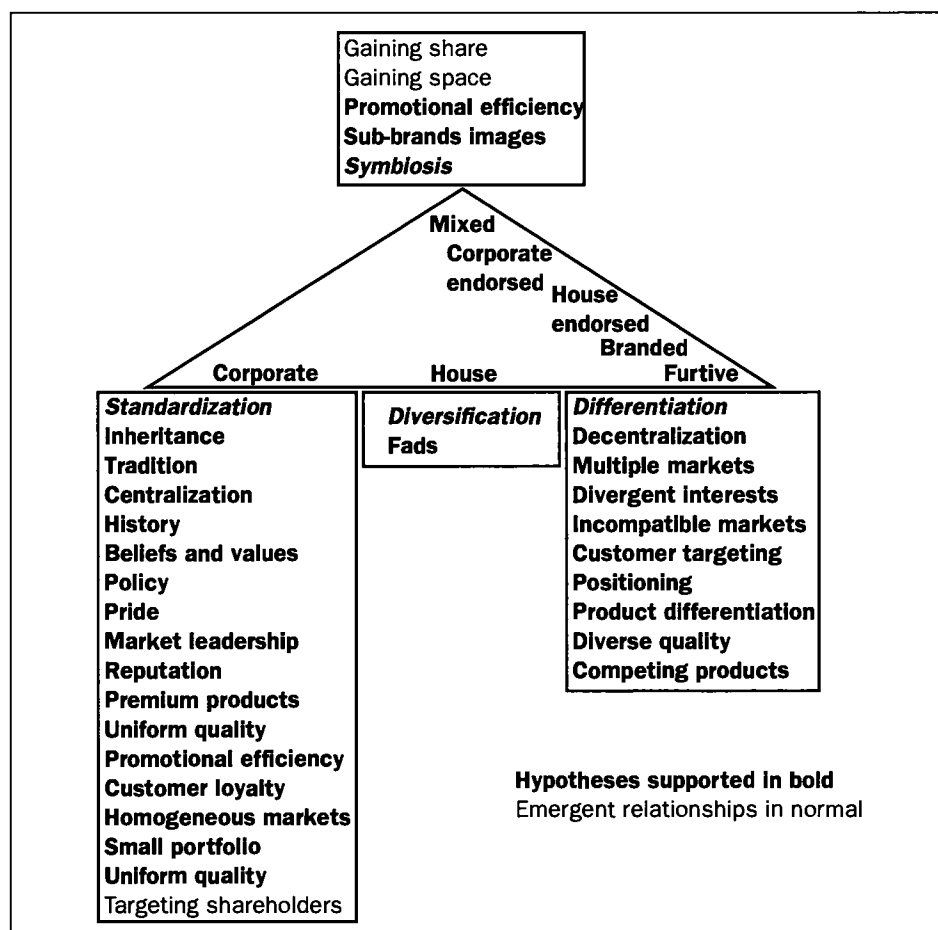 Gaining share
Gaining space
Promotional efficiency
Sub-brands images
Symbiosis
Mixed
Corporate
endorsed
House
endorsed
Branded
Corporate
House
Furtive
Standardization
Inheritance
Tradition
Centralization
History
Beliefs and values
Policy
Pride
Market leadership
Reputation
Premium products
Uniform quality
Promotional efficiency
Customer loyalty
Homogeneous markets
Small portfolio
Uniform quality
Targeting shareholders
Diversification
Fads
Differentiation
Decentralization
Multiple markets
Divergent interests
Incompatible markets
Customer targeting
Positioning
Product differentiation
Diverse quality
Competing products
Hypotheses supported in bold
Emergent relationships in normal